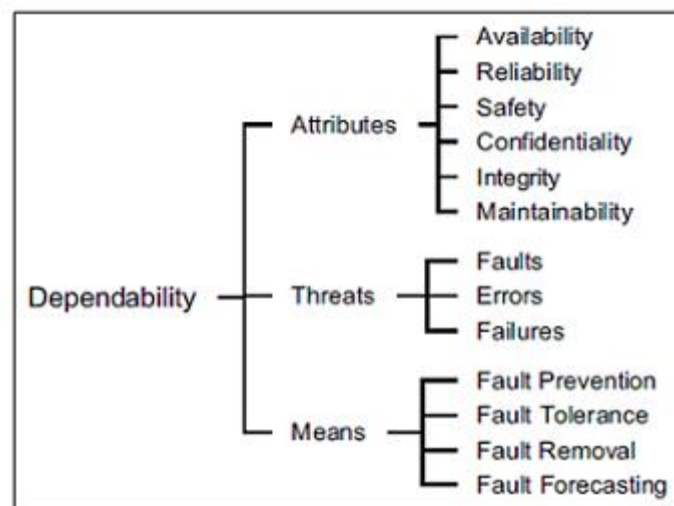 Availability
Reliability
Attributes
Safety
Confidentiality
Integrity
Maintainability
Dependability
Threats
Faults
Errors
Failures
Means
Fault Prevention
Fault Tolerance
Fault Removal
Fault Forecasting